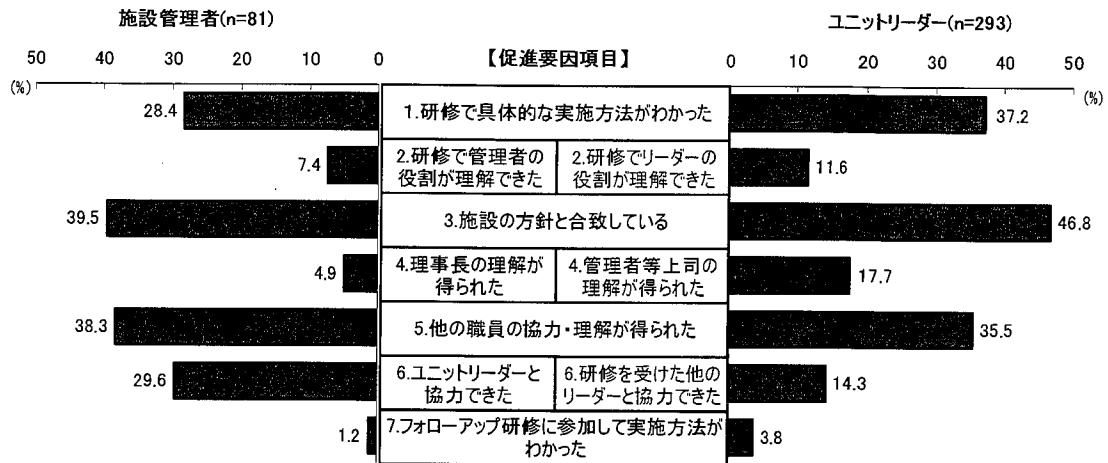 施設管理者(n=81)
ユニットリーダー(n=293)
50 40 30 20 10 0
【促進要因項目】
0 10 20 30 40 50
(%)
(%)
28.4
1.研修で具体的な実施方法がわかった
37.2
7.4
2.研修で管理者の
役割が理解できた
2.研修でリーダーの
役割が理解できた
11.6
39.5
3.施設の方針と合致している
46.8
4.9
4.理事長の理解が
得られた
4.管理者等上司の
理解が得られた
17.7
38.3
5.他の職員の協力・理解が得られた
35.5
29.6
6.ユニットリーダーと
協力できた
6.研修を受けた他の
リーダーと協力できた
14.3
1.2
7.フォローアップ研修に参加して実施方法が
わかった
3.8